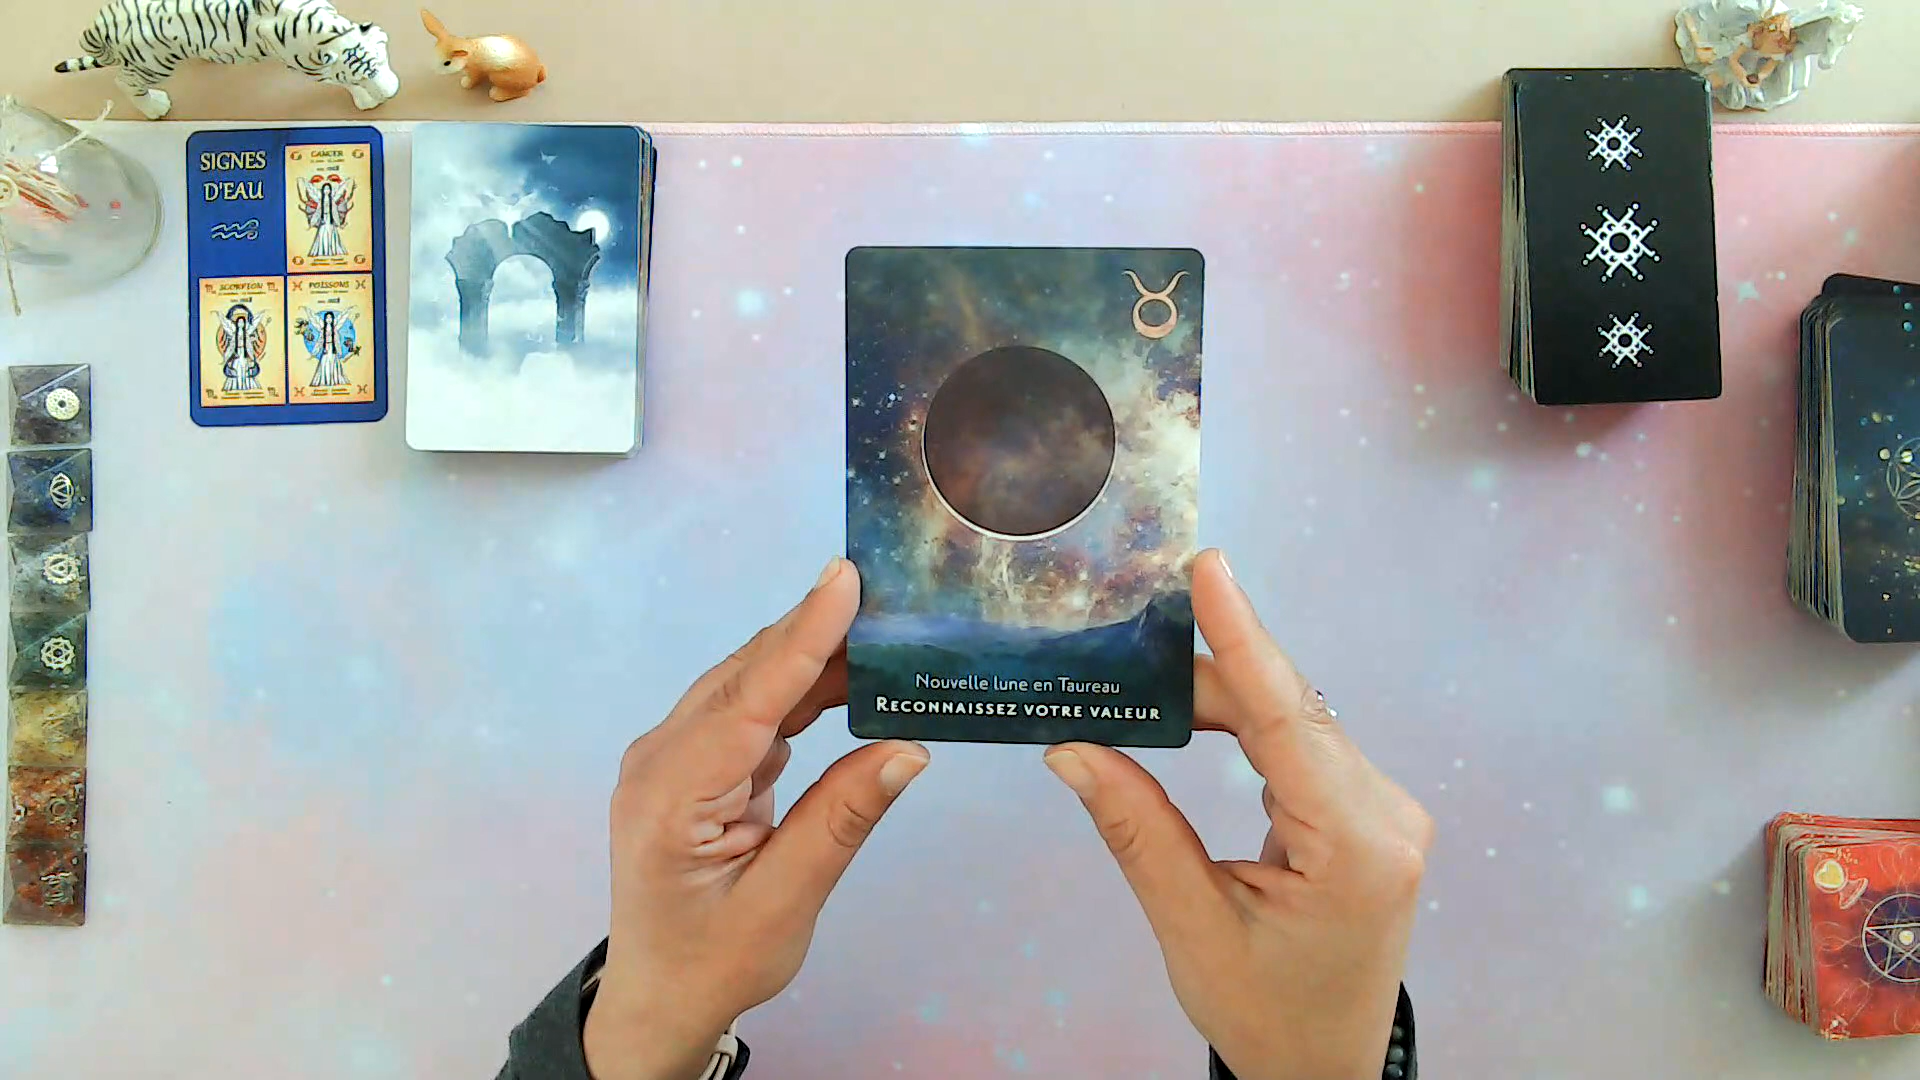 SIGNES
D'EAU
CANCER
SCORPION
POISSONS
Nouvelle lune en Taureau
RECONNAISSEZ VOTRE VALEUR